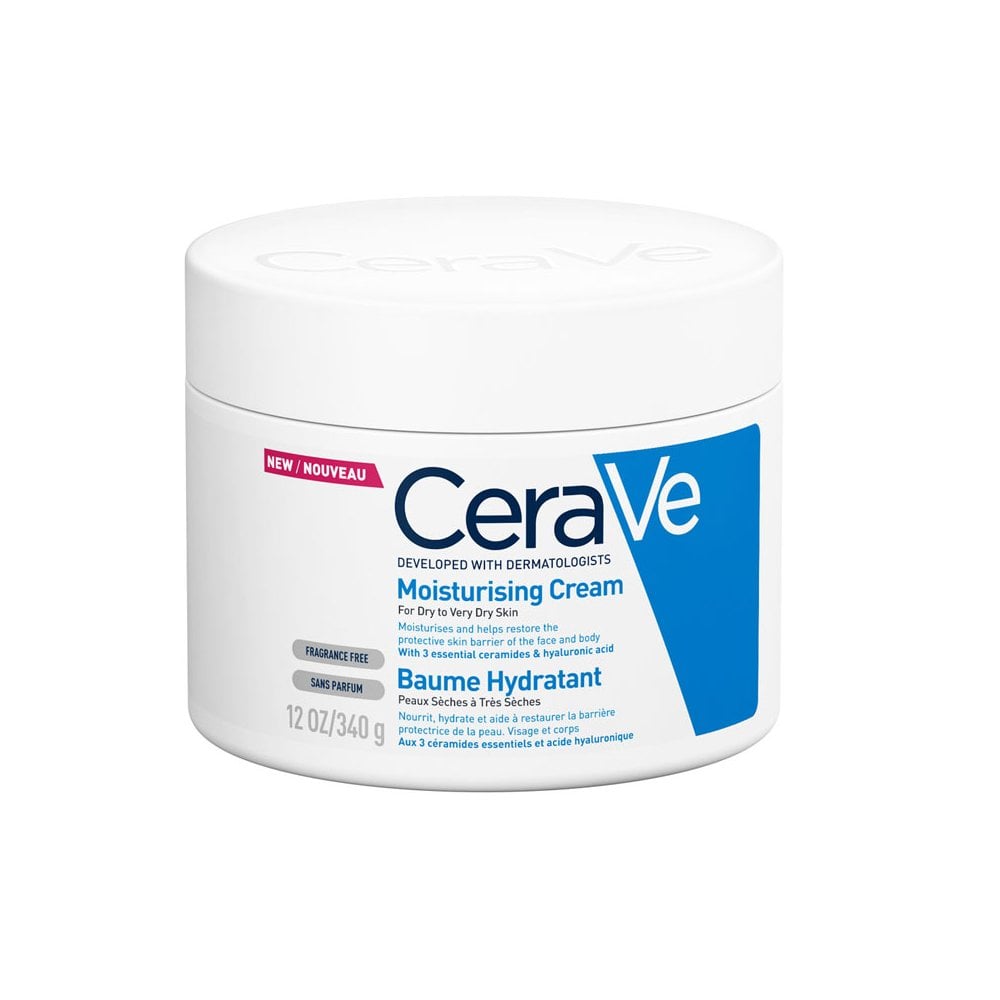 CeraVe
NEW / NOUVEAU
CeraVe
DEVELOPED WITH DERMATOLOGISTS
Moisturising Cream
For Dry to Very Dry Skin
Moisturises and helps restore the
protective skin barrier of the face and body
With 3 essential ceramides & hyaluronic acid
FRAGRANCE FREE
SANS PARFUM
12 OZ/340 g
Baume Hydratant
Peaux Sèches à Très Sèches
Nourrit, hydrate et aide à restaurer la barrière
protectrice de la peau. Visage et corps
Aux 3 céramides essentiels et acide hyaluronique